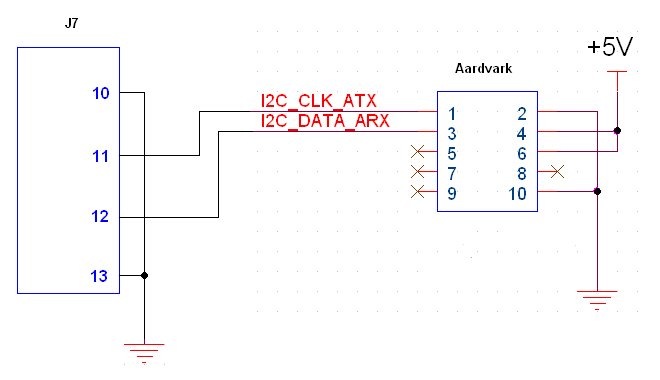 J7
+5V
Aardvark
10
I2C_CLK_ATX
1 2
I2C_DATA_ARX
3 4
11
5 6
7 8
9 10
12
13